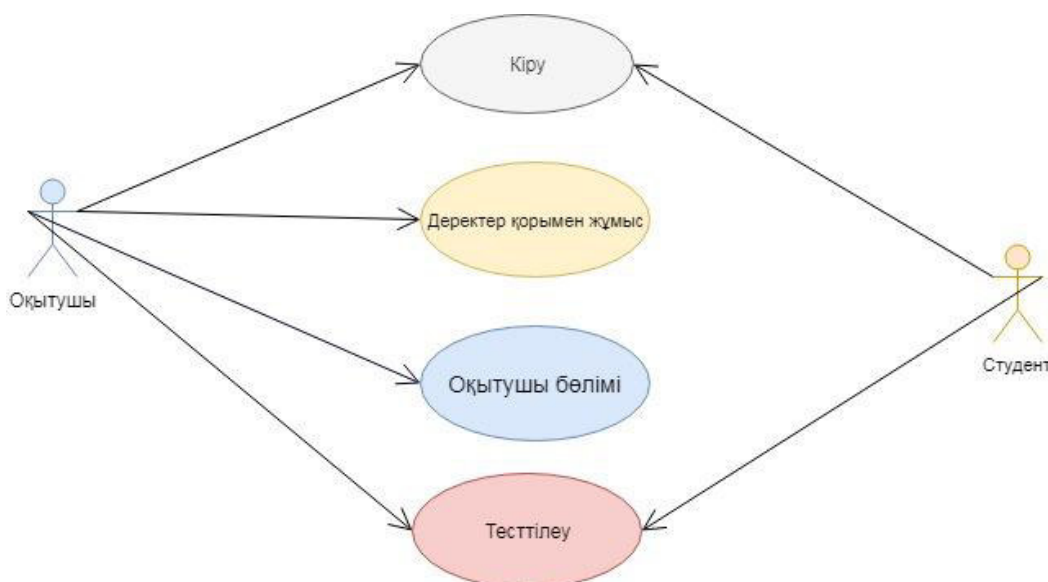 Кіру
Деректер қорымен жұмыс
Оқытушы
Оқытушы бөлімі
Студент
Тесттілеу